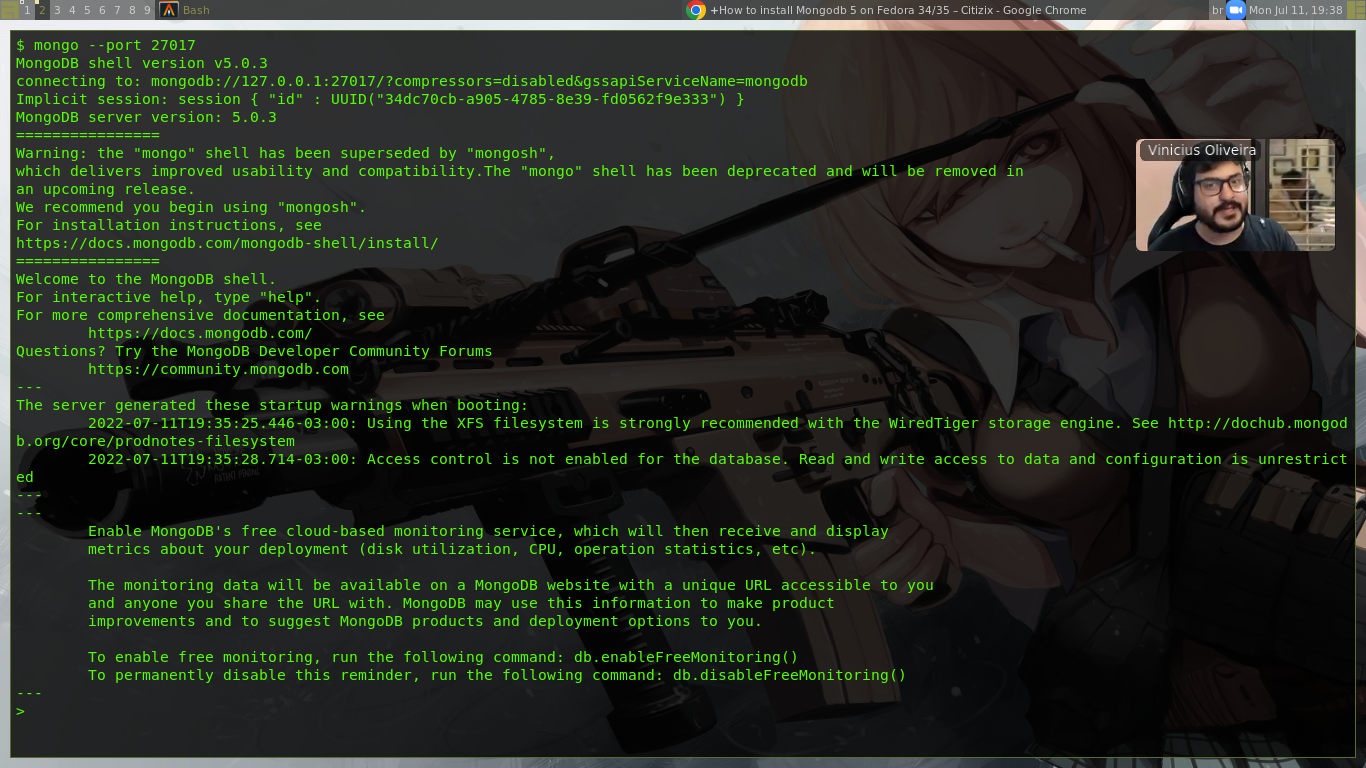 1 2 3 4 5 6 7 8 9 Bash +How to install Mongodb 5 on Fedora 34/35 – Citizix - Google Chrome br Mon Jul 11, 19:38
$ mongo --port 27017
MongoDB shell version v5.0.3
connecting to: mongodb://127.0.0.1:27017/?compressors=disabled&gssapiServiceName=mongodb
Implicit session: session { "id" : UUID("34dc70cb-a905-4785-8e39-fd0562f9e333") }
MongoDB server version: 5.0.3
================
Warning: the "mongo" shell has been superseded by "mongosh",
which delivers improved usability and compatibility.The "mongo" shell has been deprecated and will be removed in
an upcoming release.
We recommend you begin using "mongosh".
For installation instructions, see
https://docs.mongodb.com/mongodb-shell/install/
================
Vinicius Oliveira
Welcome to the MongoDB shell.
For interactive help, type "help".
For more comprehensive documentation, see
https://docs.mongodb.com/
Questions? Try the MongoDB Developer Community Forums
https://community.mongodb.com
---
The server generated these startup warnings when booting:
2022-07-11T19:35:25.446-03:00: Using the XFS filesystem is strongly recommended with the WiredTiger storage engine. See http://dochub.mongod
b.org/core/prodnotes-filesystem
2022-07-11T19:35:28.714-03:00: Access control is not enabled for the database. Read and write access to data and configuration is unrestrict
ed
---
---
Enable MongoDB's free cloud-based monitoring service, which will then receive and display
metrics about your deployment (disk utilization, CPU, operation statistics, etc).
The monitoring data will be available on a MongoDB website with a unique URL accessible to you
and anyone you share the URL with. MongoDB may use this information to make product
improvements and to suggest MongoDB products and deployment options to you.
To enable free monitoring, run the following command: db.enableFreeMonitoring()
To permanently disable this reminder, run the following command: db.disableFreeMonitoring()
---
>